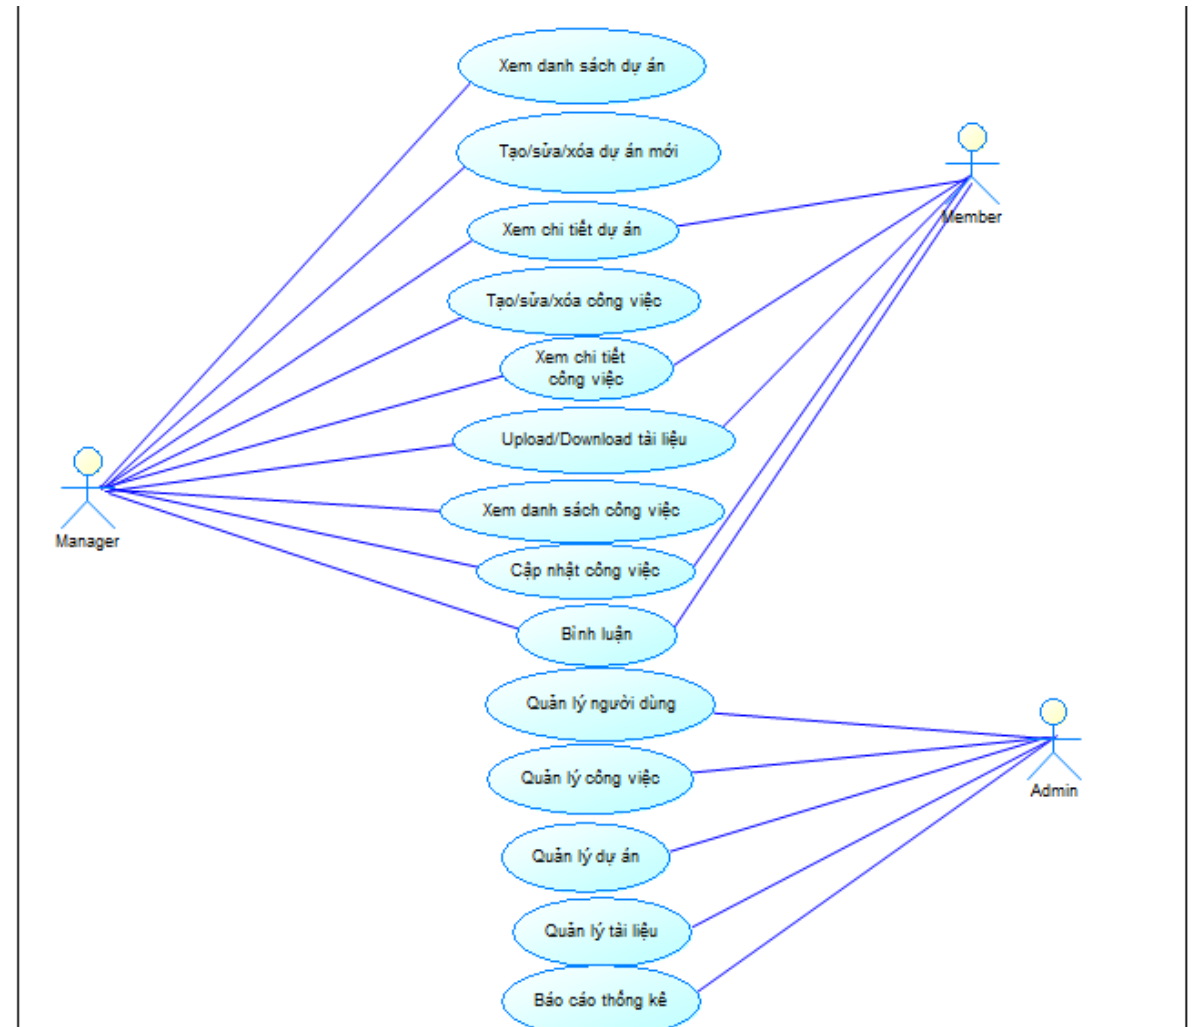 Xem danh sách dự án
Tạo/sửa/xóa dự án mới
Member
Xem chi tiết dự án
Tạo/sửa/xóa công việc
Xem chi tiết
công việc
Upload/Download tài liệu
Xem danh sách công việc
Manager
Cập nhật công việc
Bình luận
Quản lý người dùng
Quản lý công việc
Admin
Quản lý dự án
Quản lý tài liệu
Báo cáo thống kê